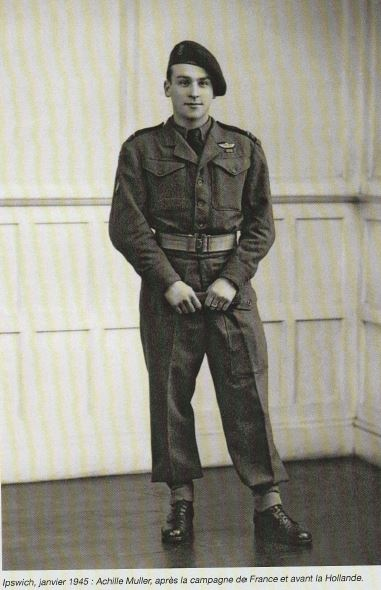 Ipswich, janvier 1945 : Achille Muller, après la campagne de France et avant la Hollande.